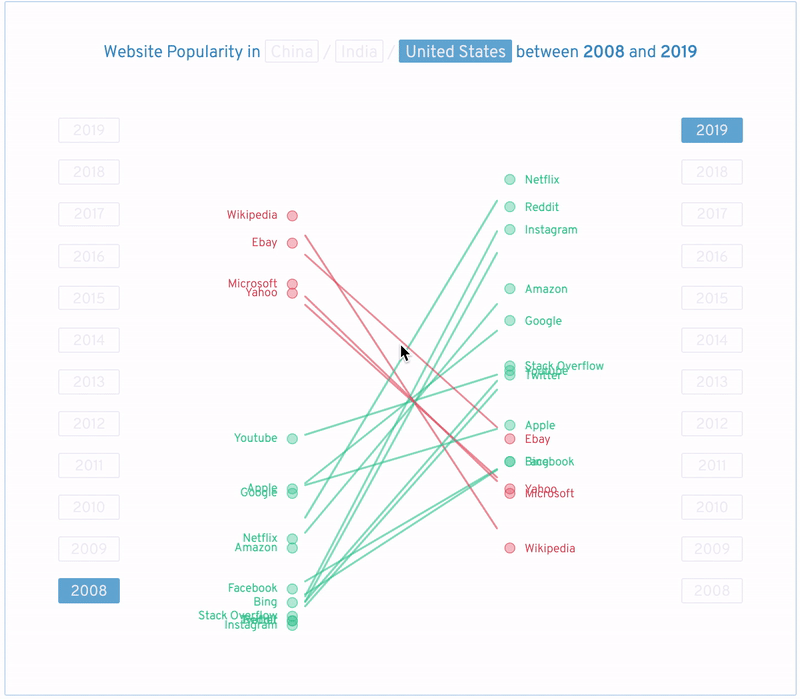 Website Popularity in China / India / United States between 2008 and 2019
2019
2018
2017
2016
2015
2014
2013
2012
2011
2010
2009
2008
Wikipedia
Ebay
Microsoft
Yahoo
Youtube
Apple
Google
Netflix
Amazon
Facebook
Bing
Stack Overflow
Instagram
Netflix
Reddit
Instagram
Amazon
Google
Stack Overflow
Youtube
Twitter
Apple
Ebay
Bing
Facebook
Yahoo
Microsoft
Wikipedia
2019
2018
2017
2016
2015
2014
2013
2012
2011
2010
2009
2008